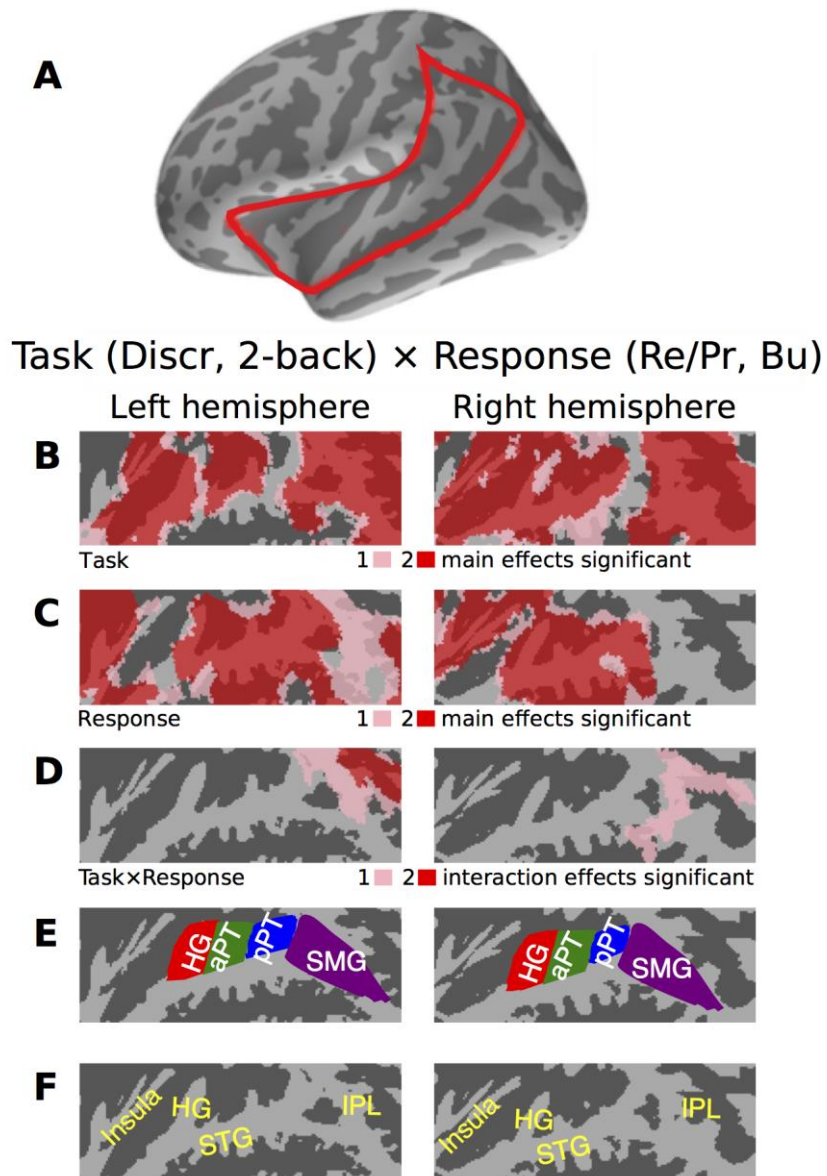 A
Task (Discr, 2-back) × Response (Re/Pr, Bu)
Left hemisphere Right hemisphere
B
Task 1 2 main effects significant
C
Response 1 2 main effects significant
D
Task×Response 1 2 interaction effects significant
E
HG aPT pPT SMG HG aPT pPT SMG
F
Insula HG STG IPL Insula HG STG IPL